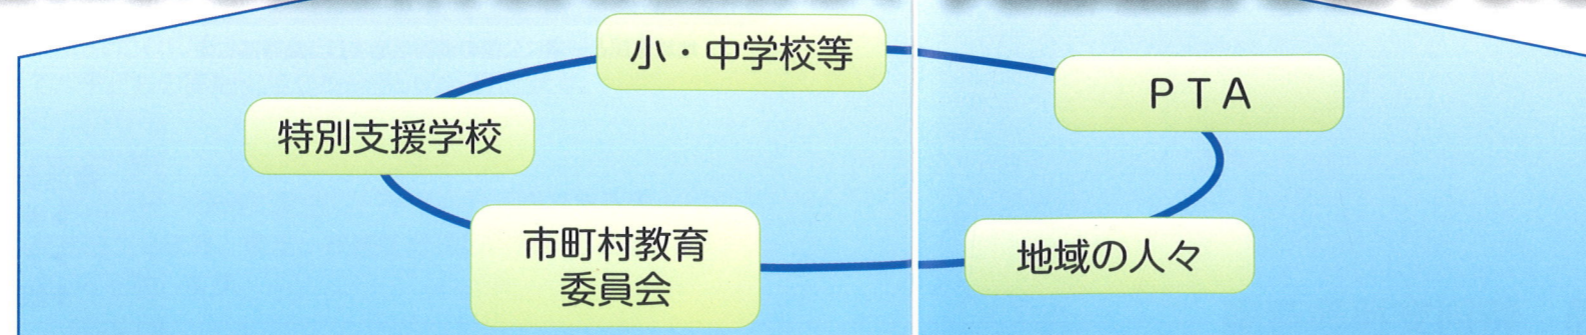 小・中学校等
ＰＴＡ
特別支援学校
市町村教育
委員会
地域の人々